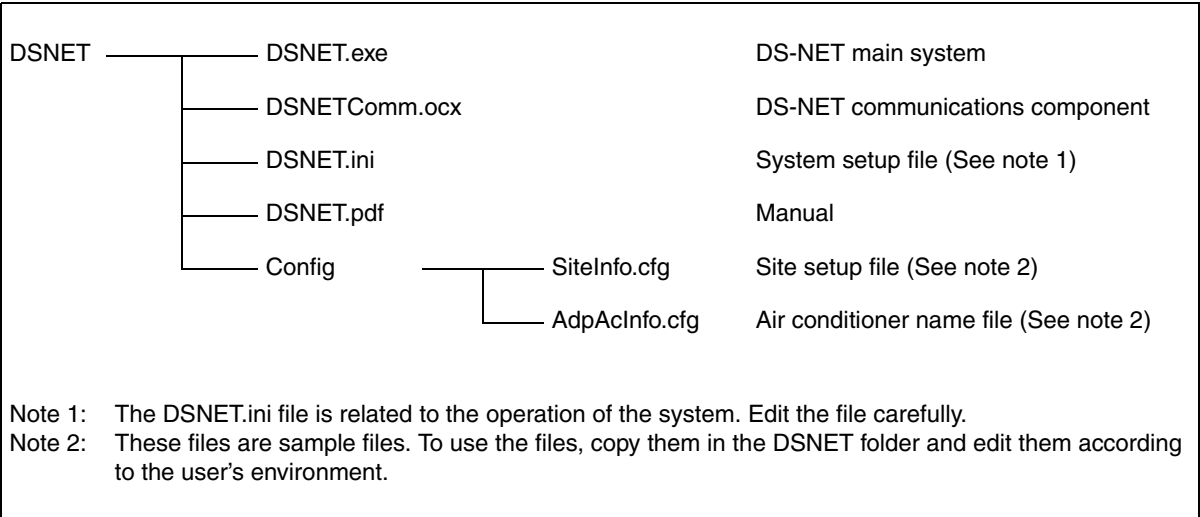 DSNET DSNET.exe DS-NET main system
DSNETComm.ocx DS-NET communications component
DSNET.ini System setup file (See note 1)
DSNET.pdf Manual
Config SiteInfo.cfg Site setup file (See note 2)
AdpAcInfo.cfg Air conditioner name file (See note 2)
Note 1: The DSNET.ini file is related to the operation of the system. Edit the file carefully.
Note 2: These files are sample files. To use the files, copy them in the DSNET folder and edit them according
to the user's environment.